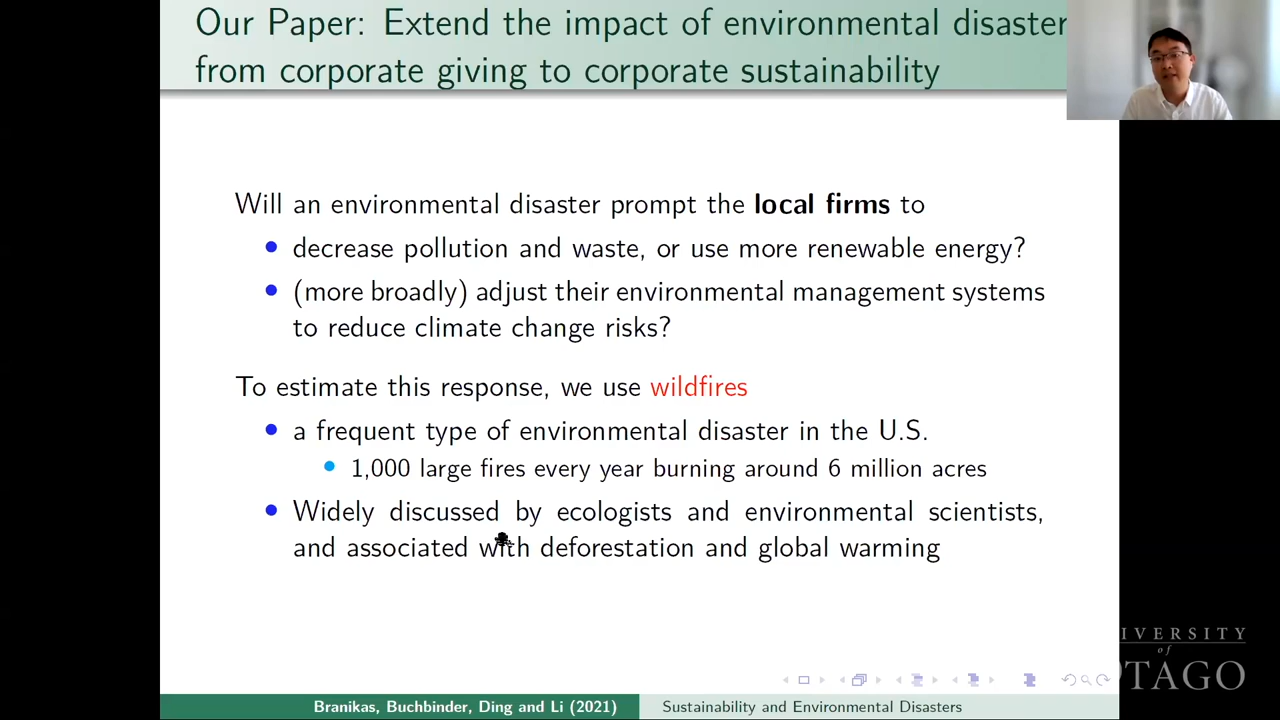 Our Paper: Extend the impact of environmental disaster
from corporate giving to corporate sustainability
Will an environmental disaster prompt the local firms to
decrease pollution and waste, or use more renewable energy?
(more broadly) adjust their environmental management systems
to reduce climate change risks?
To estimate this response, we use wildfires
a frequent type of environmental disaster in the U.S.
1,000 large fires every year burning around 6 million acres
Widely discussed by ecologists and environmental scientists,
and associated with deforestation and global warming
IVERSITY
of
TAGO
Branikas, Buchbinder, Ding and Li (2021)
Sustainability and Environmental Disasters